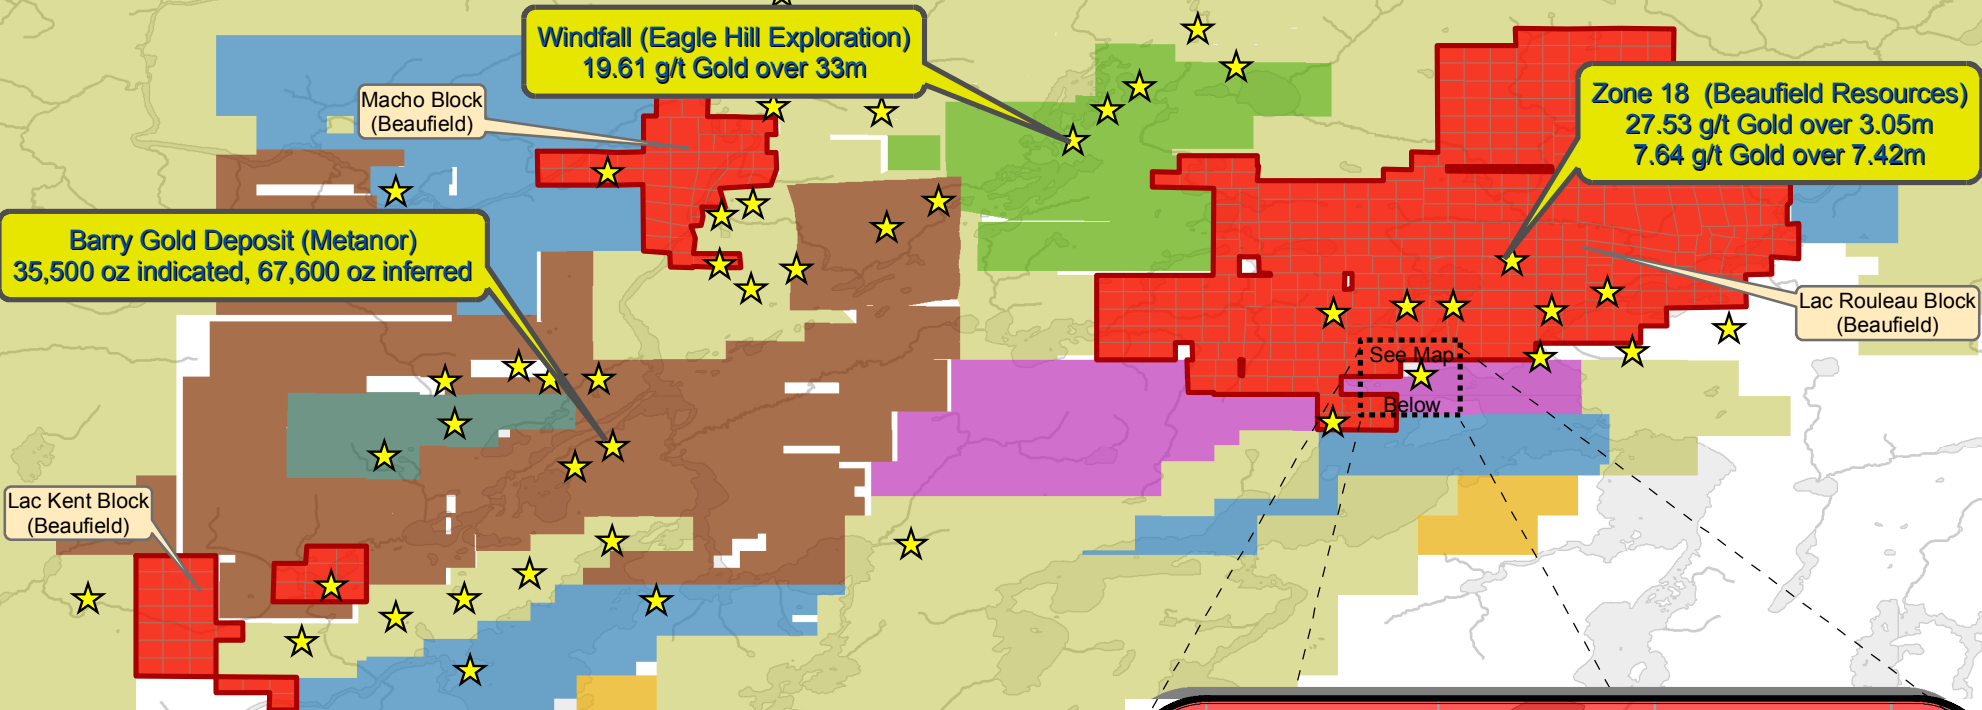 Windfall (Eagle Hill Exploration)
19.61 g/t Gold over 33m
Macho Block
(Beaufield)
Zone 18  (Beaufield Resources)
27.53 g/t Gold over 3.05m
7.64 g/t Gold over 7.42m
Barry Gold Deposit (Metanor)
35,500 oz indicated, 67,600 oz inferred
Lac Rouleau Block
(Beaufield)
See Map
Below
Lac Kent Block
(Beaufield)